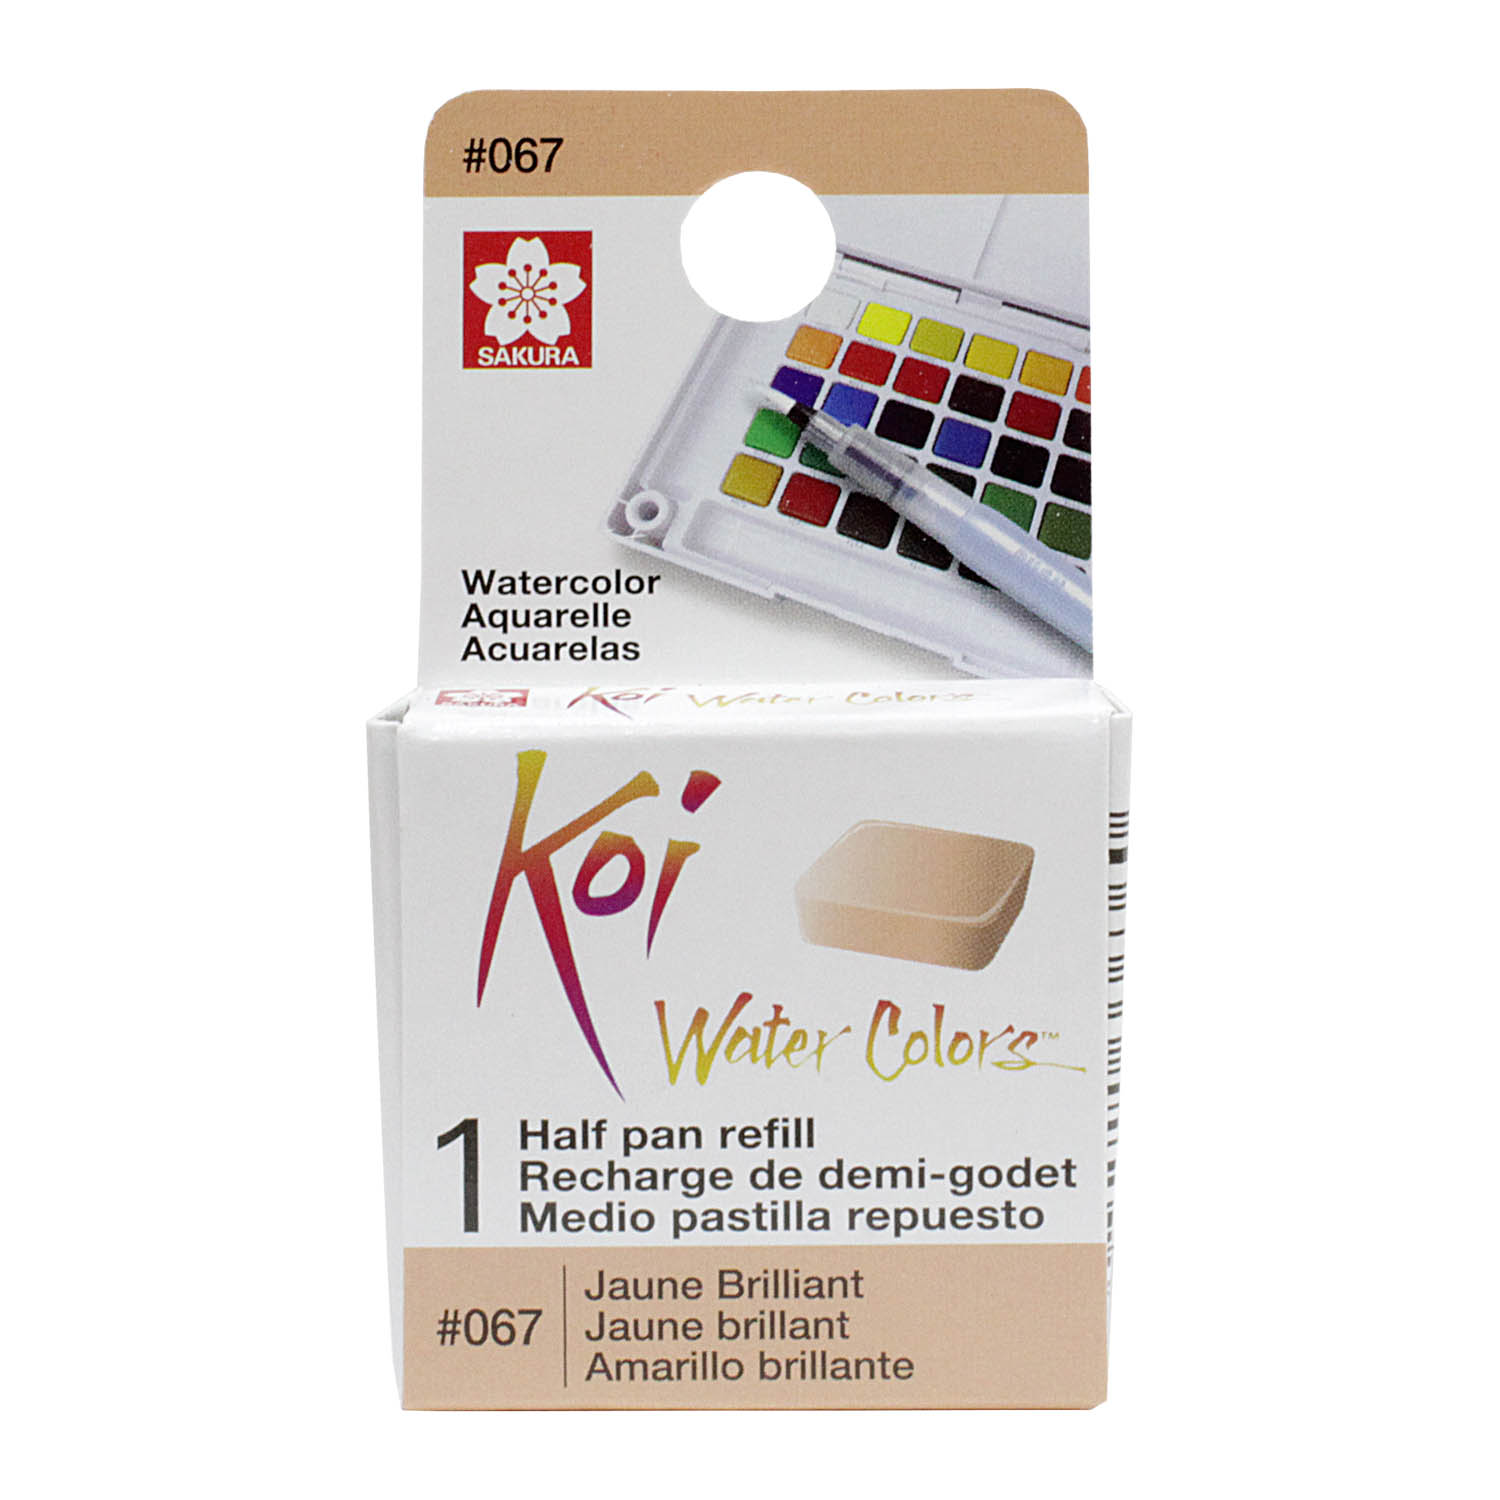 #067
SAKURA
Watercolor
Aquarelle
Acuarelas
Koi Water Colors
Koi
Water Colors™
1
Half pan refill
Recharge de demi-godet
Medio pastilla repuesto
#067
Jaune Brilliant
Jaune brillant
Amarillo brillante